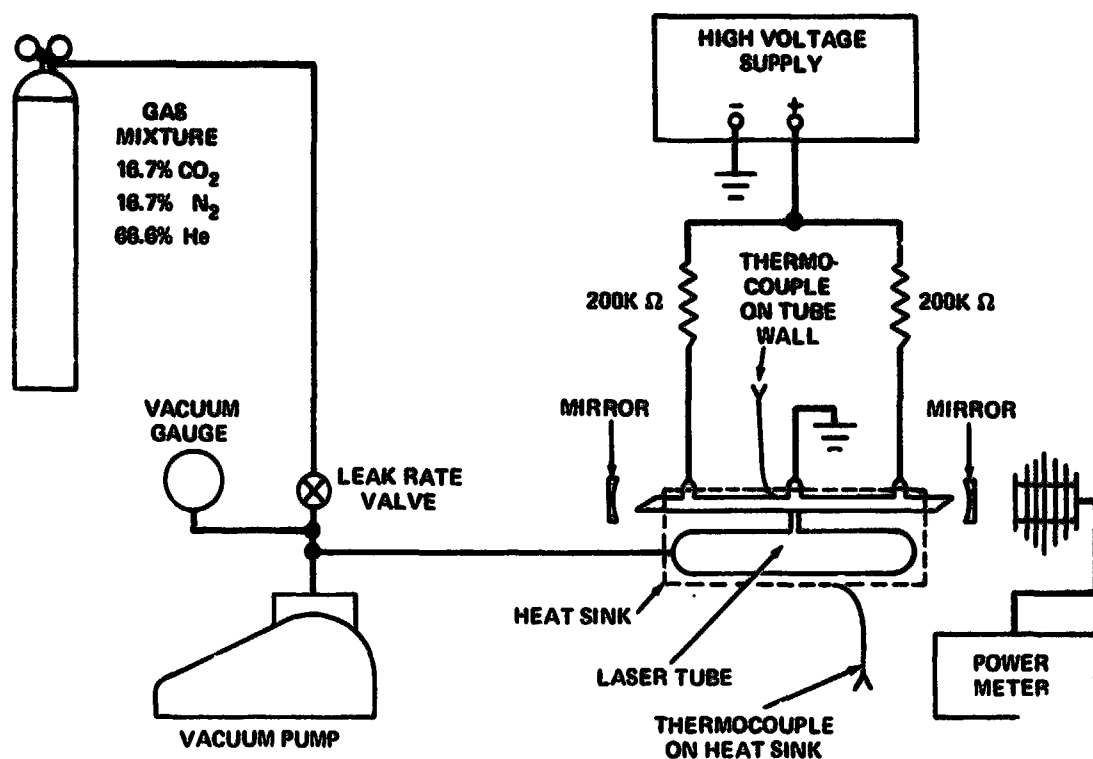 HIGH VOLTAGE
SUPPLY
- +
GAS
MIXTURE
16.7% CO₂
16.7% N₂
66.6% He
THERMO-
COUPLE
ON TUBE
WALL
200K Ω
200K Ω
VACUUM
GAUGE
MIRROR
MIRROR
LEAK RATE
VALVE
HEAT SINK
LASER TUBE
POWER
METER
THERMOCOUPLE
ON HEAT SINK
VACUUM PUMP